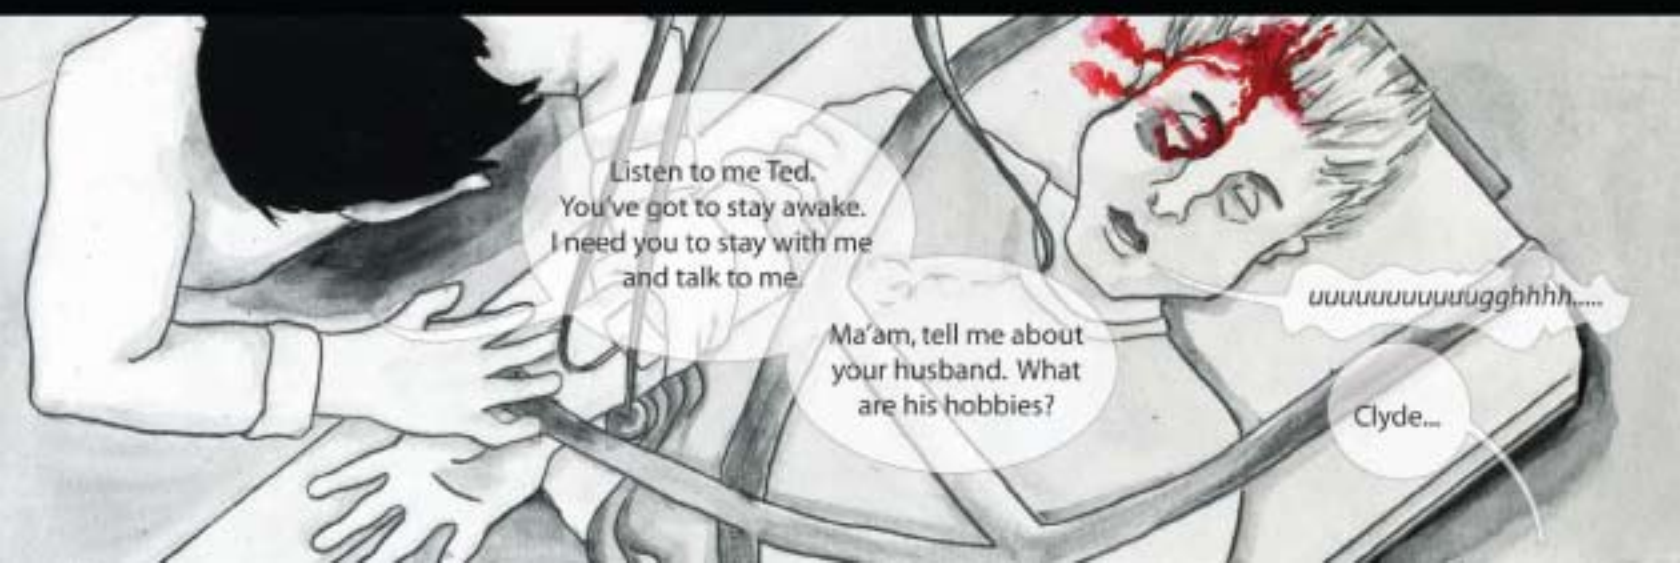 Listen to me Ted.
You've got to stay awake.
I need you to stay with me
and talk to me.
Ma'am, tell me about
your husband. What
are his hobbies?
uuuuuuuuuuugghhhh.....
Clyde...